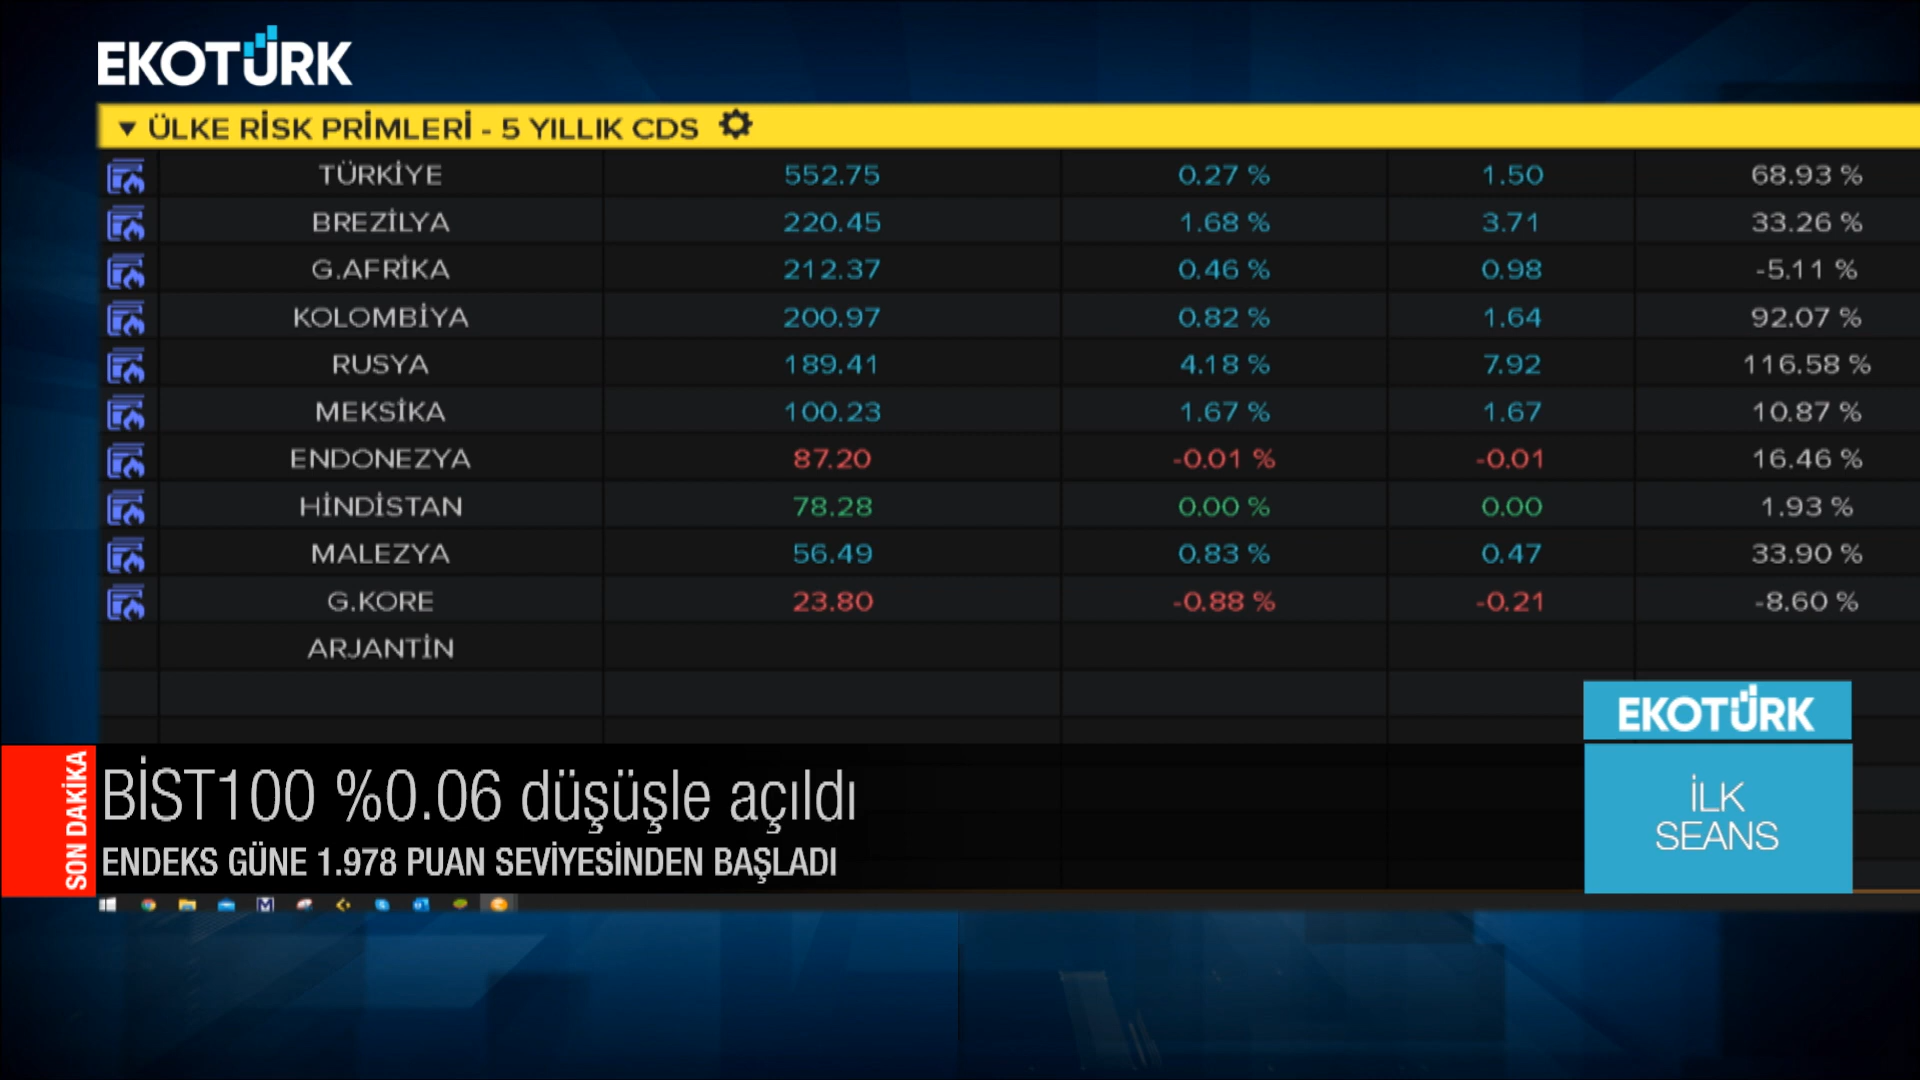 EKOTÜRK
ÜLKE RİSK PRİMLERİ - 5 YILLIK CDS
TÜRKİYE 552.75 0.27 % 1.50 68.93 %
BREZİLYA 220.45 1.68 % 3.71 33.26 %
G.AFRİKA 212.37 0.46 % 0.98 -5.11 %
KOLOMBİYA 200.97 0.82 % 1.64 92.07 %
RUSYA 189.41 4.18 % 7.92 116.58 %
MEKSİKA 100.23 1.67 % 1.67 10.87 %
ENDONEZYA 87.20 -0.01 % -0.01 16.46 %
HİNDİSTAN 78.28 0.00 % 0.00 1.93 %
MALEZYA 56.49 0.83 % 0.47 33.90 %
G.KORE 23.80 -0.88 % -0.21 -8.60 %
ARJANTİN
EKOTÜRK
İLK
SEANS
SON DAKİKA
BİST100 %0.06 düşüşle açıldı
ENDEKS GÜNE 1.978 PUAN SEVİYESİNDEN BAŞLADI